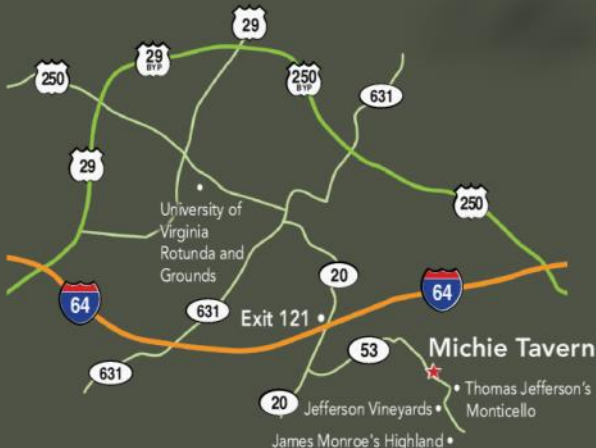 29
29
BYP
250
250
BYP
631
29
250
University of
Virginia
Rotunda and
Grounds
20
64
64
631
Exit 121
53
Michie Tavern
631
20
Thomas Jefferson's
Monticello
Jefferson Vineyards
James Monroe's Highland